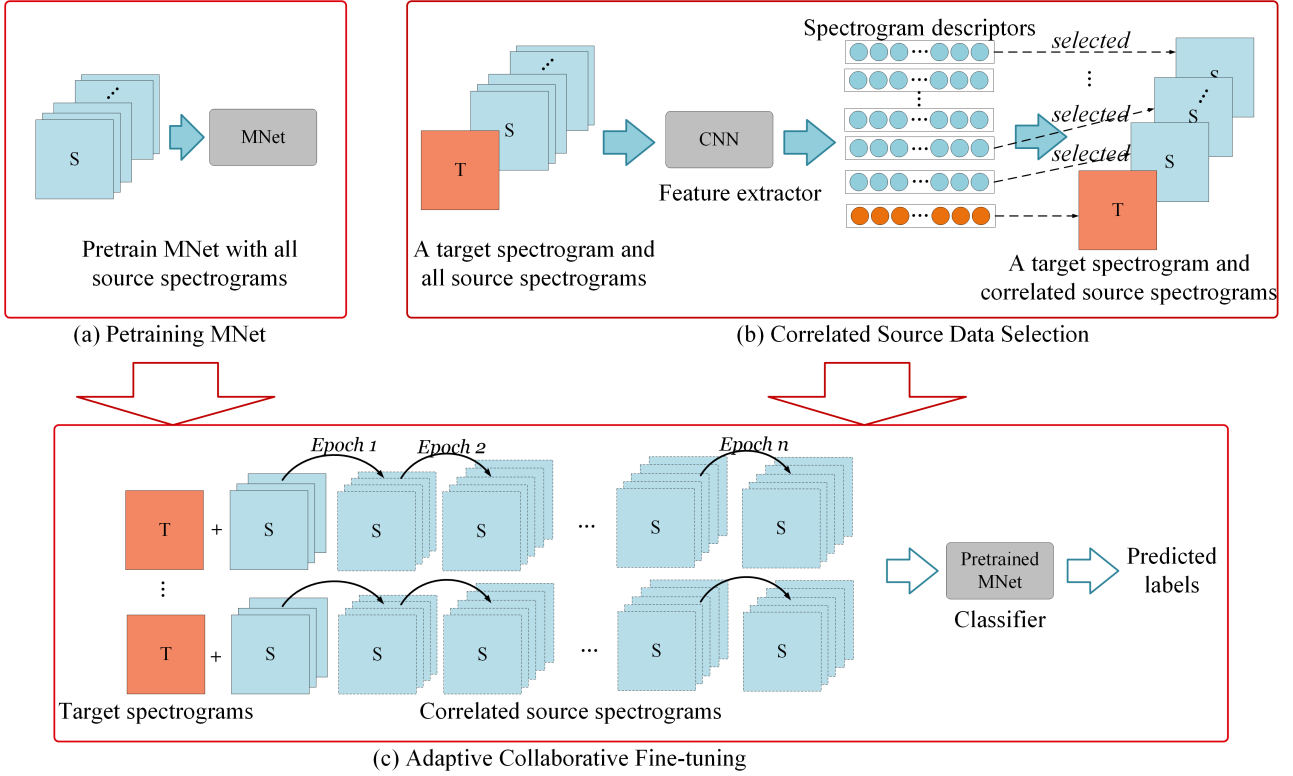 S
MNet
Pretrain MNet with all
source spectrograms
(a) Petraining MNet
...
S
T
A target spectrogram and
all source spectrograms
CNN
Feature extractor
Spectrogram descriptors
...
...
...
...
...
...
...
selected
selected
selected
...
S
...
S
S
T
A target spectrogram and
correlated source spectrograms
(b) Correlated Source Data Selection
Epoch 1
Epoch 2
Epoch n
T
+
S
S
S
...
S
S
...
T
+
S
S
S
...
S
S
Target spectrograms
Correlated source spectrograms
Pretrained
MNet
Classifier
Predicted
labels
(c) Adaptive Collaborative Fine-tuning